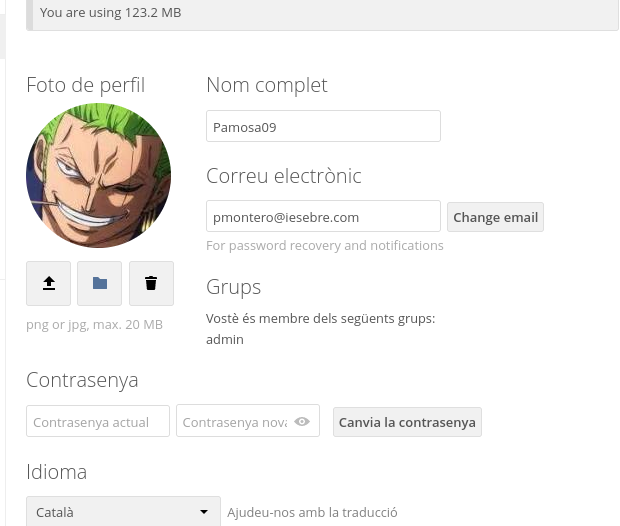 You are using 123.2 MB
Foto de perfil
Nom complet
Pamosa09
Correu electrònic
pmontero@iesebre.com
Change email
For password recovery and notifications
png or jpg, max. 20 MB
Grups
Vostè és membre dels següents grups:
admin
Contrasenya
Contrasenya actual
Contrasenya nova
Canvia la contrasenya
Idioma
Català
Ajudeu-nos amb la traducció